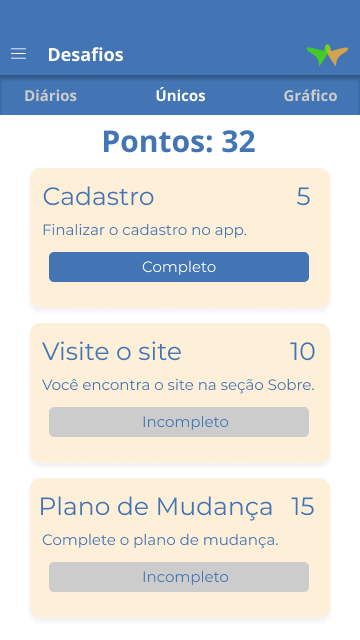 Desafios
Diários Únicos Gráfico
Pontos: 32
Cadastro 5
Finalizar o cadastro no app.
Completo
Visite o site 10
Você encontra o site na seção Sobre.
Incompleto
Plano de Mudança 15
Complete o plano de mudança.
Incompleto